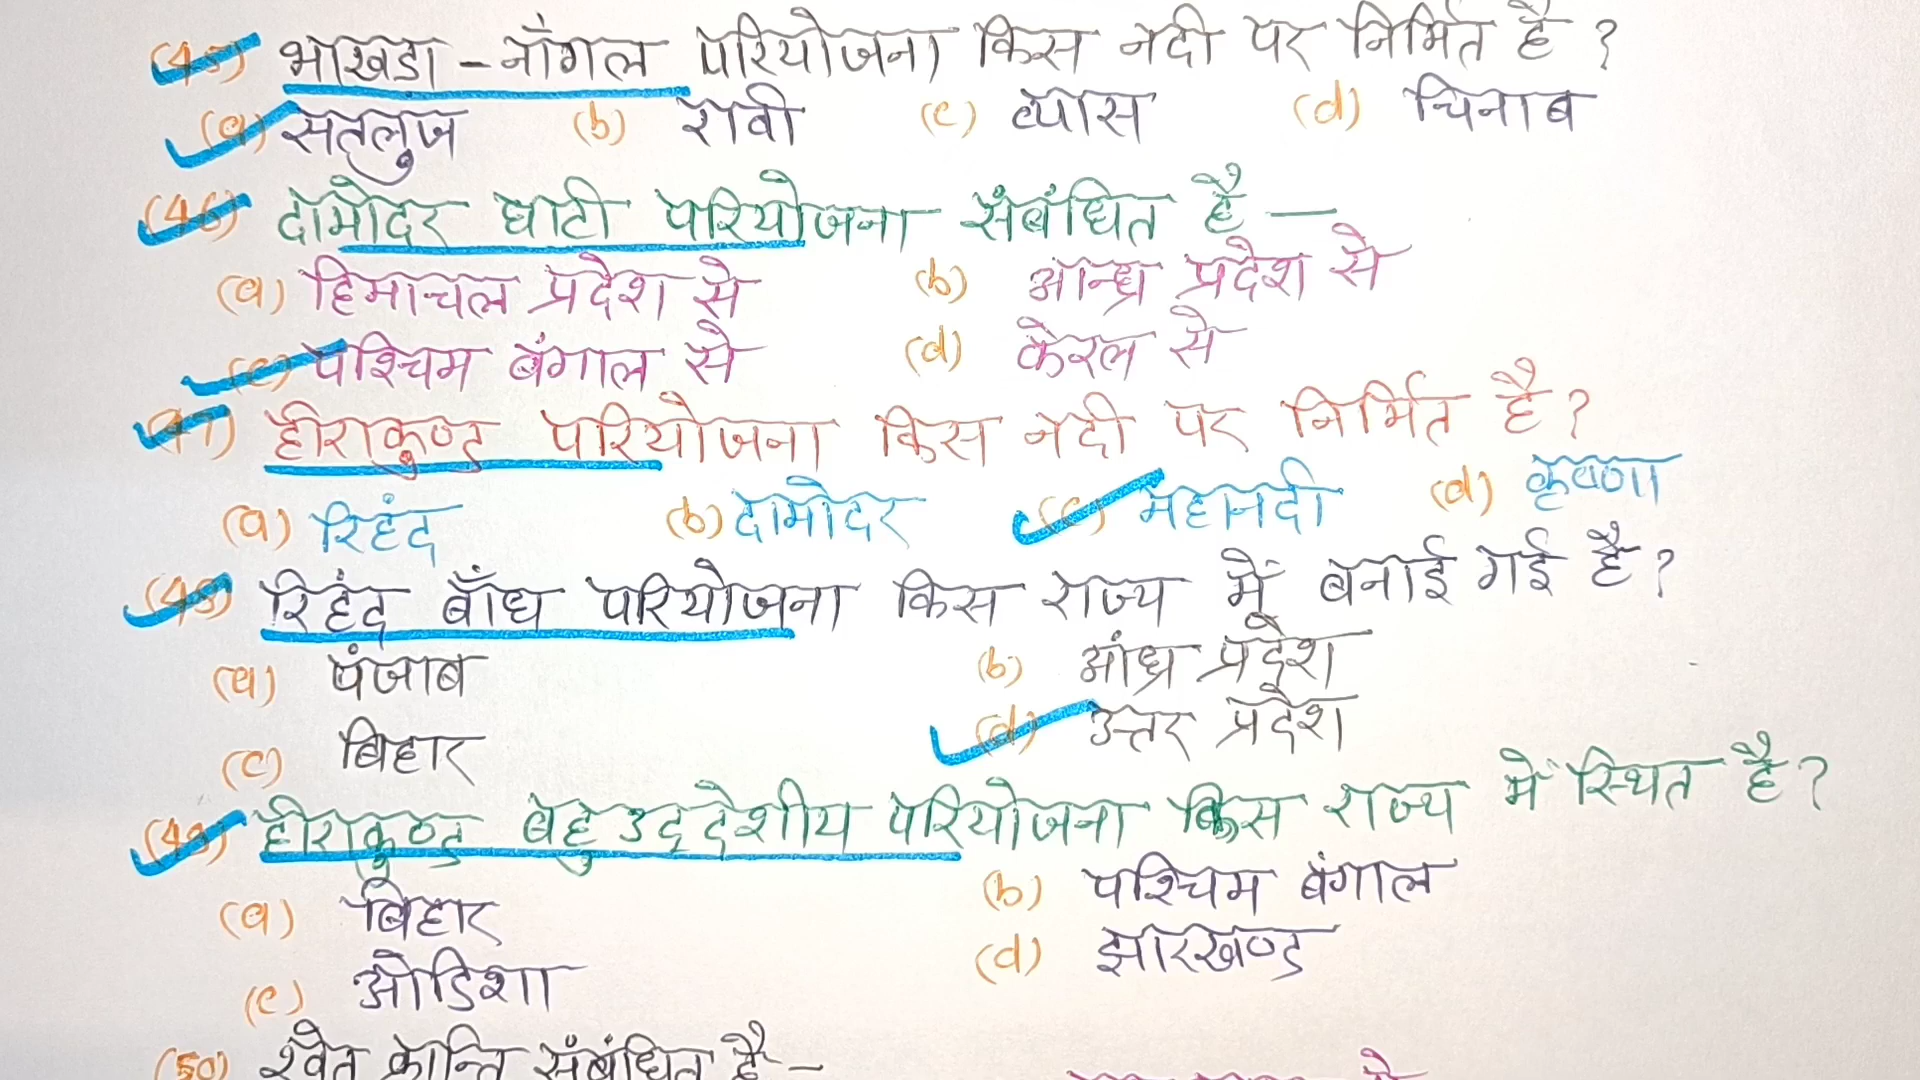 (45) भाखडा - नाँगल परियोजना किस नदी पर निर्मित है ?
(a) सतलुज (b) रावी (c) व्यास (d) चिनाब
(46) दामोदर घाटी परियोजना संबंधित है —
(a) हिमाचल प्रदेश से (b) आन्ध्र प्रदेश से
(c) पश्चिम बंगाल से (d) केरल से
(47) हीराकुण्ड परियोजना किस नदी पर निर्मित है ?
(a) रिहंद (b) दामोदर (c) महानदी (d) कृष्णा
(48) रिहंद बाँध परियोजना किस राज्य में बनाई गई है ?
(a) पंजाब (b) आंध्र प्रदेश
(c) बिहार (d) उत्तर प्रदेश
(49) हीराकुण्ड बहुउद्देशीय परियोजना किस राज्य में स्थित है ?
(a) बिहार (b) पश्चिम बंगाल
(c) ओडिशा (d) झारखण्ड
(50) श्वेत क्रान्ति संबंधित है -